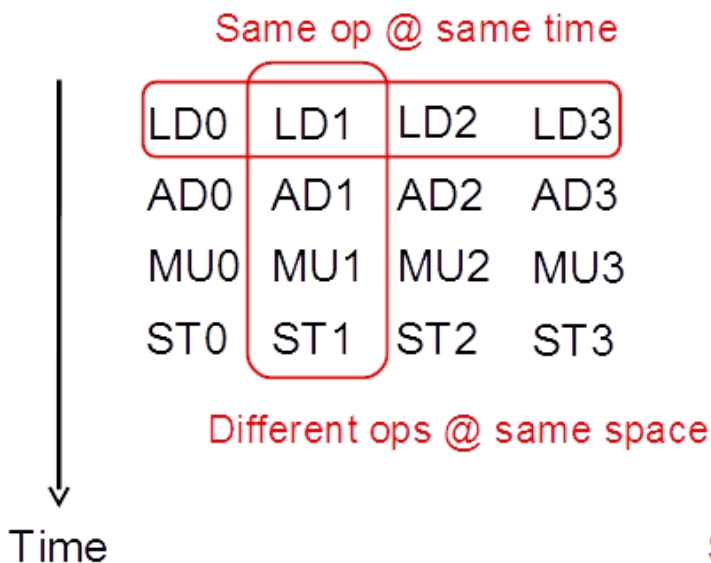 Same op @ same time
LD0 LD1 LD2 LD3
AD0 AD1 AD2 AD3
MU0 MU1 MU2 MU3
ST0 ST1 ST2 ST3
Different ops @ same space
Time